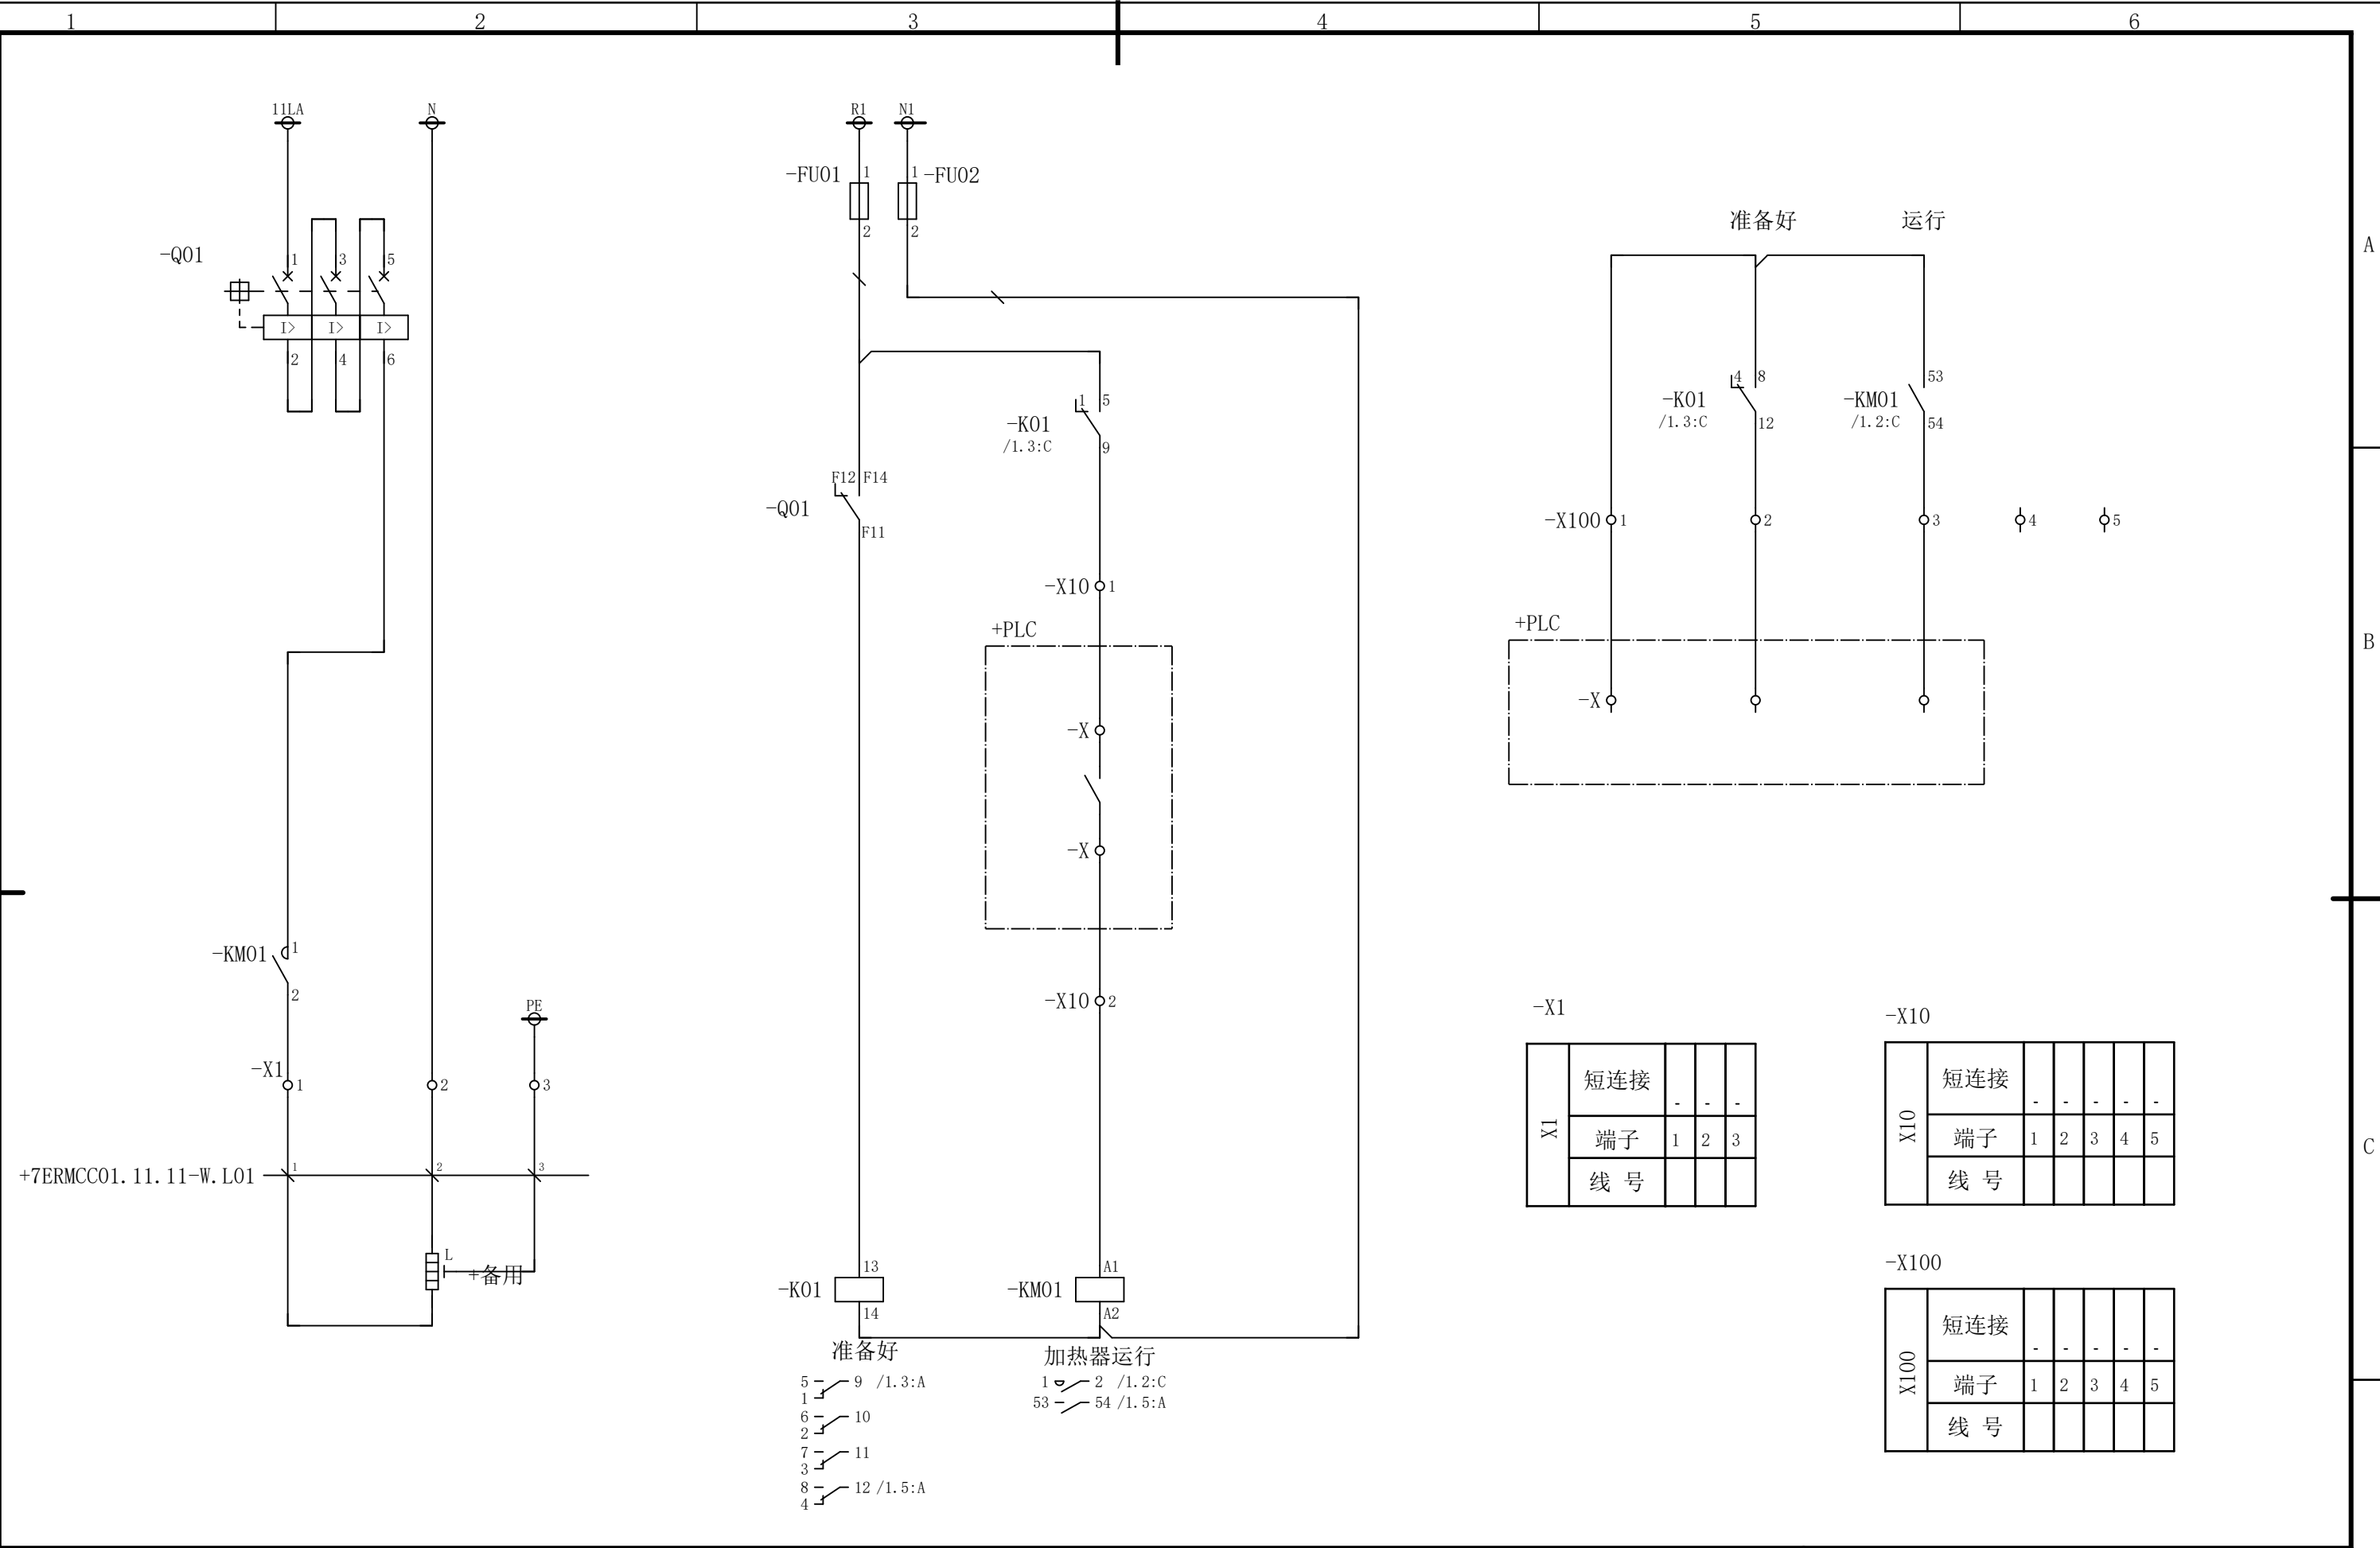 1 2 3 4 5 6
A
B
C
11LA N
-Q01
1 3 5
I> I> I>
2 4 6
-KM01 1
2
PE
-X1 1 2 3
+7ERMCC01.11.11-W.L01 1 2 3
L
+备用
R1 N1
-FU01 1 1 -FU02
2 2
1 5
-K01
/1.3:C
9
F12 F14
-Q01
F11
-X10 1
+PLC
-X
-X
-X10 2
13 A1
-K01 -KM01
14 A2
准备好 加热器运行
5 9 /1.3:A
1
6 10
2
7 11
3
8 12 /1.5:A
4
1 2 /1.2:C
53 54 /1.5:A
准备好 运行
4 8
-K01
/1.3:C
12
53
-KM01
/1.2:C
54
-X100 1 2 3 4 5
+PLC
-X
-X1
X1
短连接 - - -
端子 1 2 3
线 号
-X10
X10
短连接 - - - - -
端子 1 2 3 4 5
线 号
-X100
X100
短连接 - - - - -
端子 1 2 3 4 5
线 号